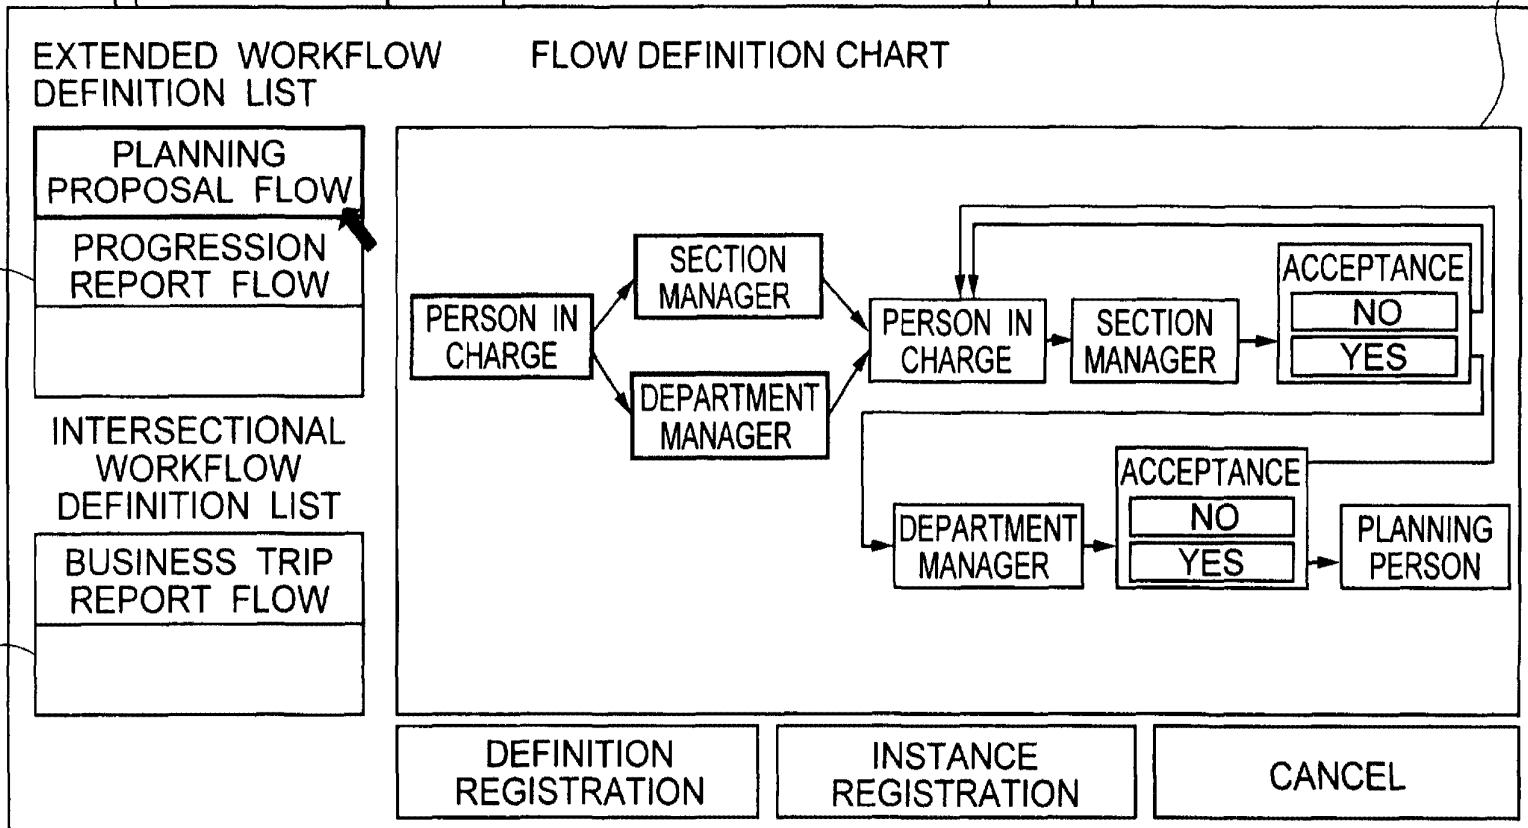 EXTENDED WORKFLOW
DEFINITION LIST
FLOW DEFINITION CHART
PLANNING
PROPOSAL FLOW
PROGRESSION
REPORT FLOW
INTERSECTIONAL
WORKFLOW
DEFINITION LIST
BUSINESS TRIP
REPORT FLOW
PERSON IN
CHARGE
SECTION
MANAGER
DEPARTMENT
MANAGER
PERSON IN
CHARGE
SECTION
MANAGER
ACCEPTANCE
NO
YES
DEPARTMENT
MANAGER
ACCEPTANCE
NO
YES
PLANNING
PERSON
DEFINITION
REGISTRATION
INSTANCE
REGISTRATION
CANCEL